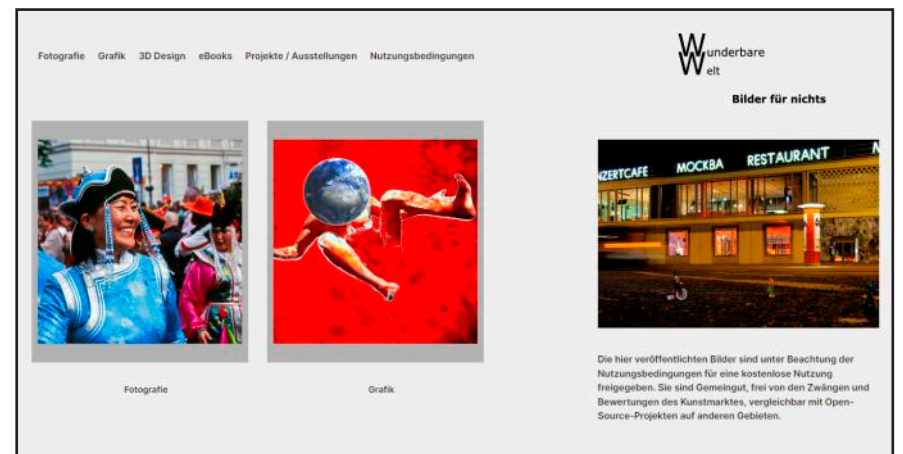 Fotografie Grafik 3D Design eBooks Projekte / Ausstellungen Nutzungsbedingungen
Wunderbare
Welt
Bilder für nichts
NZERTCAFE МОСКВА RESTAURANT
Fotografie
Grafik
Die hier veröffentlichten Bilder sind unter Beachtung der
Nutzungsbedingungen für eine kostenlose Nutzung
freigegeben. Sie sind Gemeingut, frei von den Zwängen und
Bewertungen des Kunstmarktes, vergleichbar mit Open-
Source-Projekten auf anderen Gebieten.